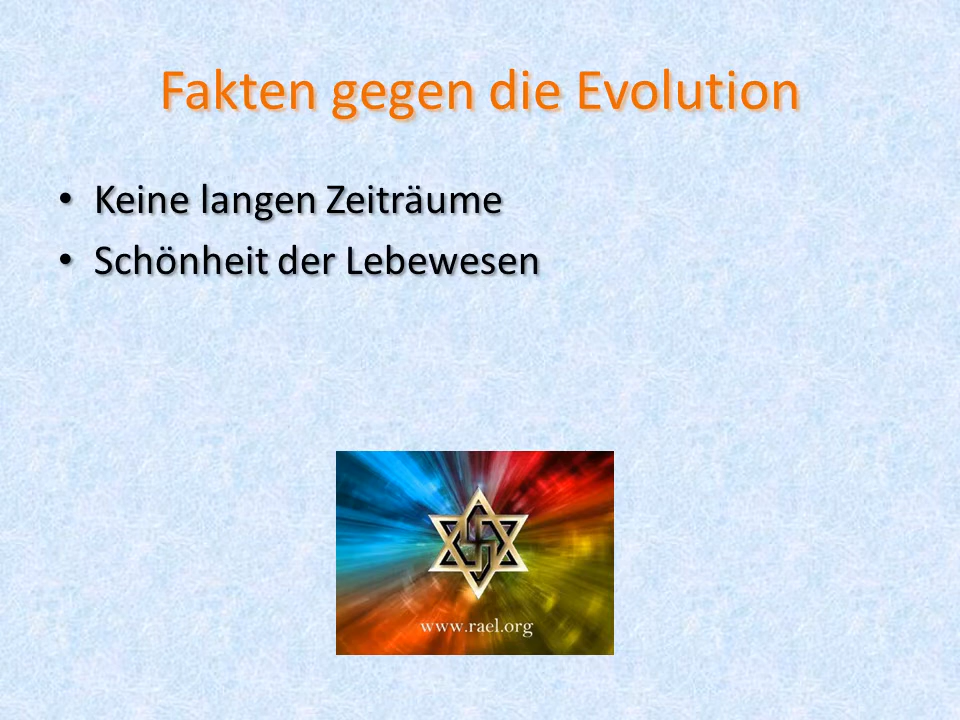 Fakten gegen die Evolution
• Keine langen Zeiträume
• Schönheit der Lebewesen
www.rael.org